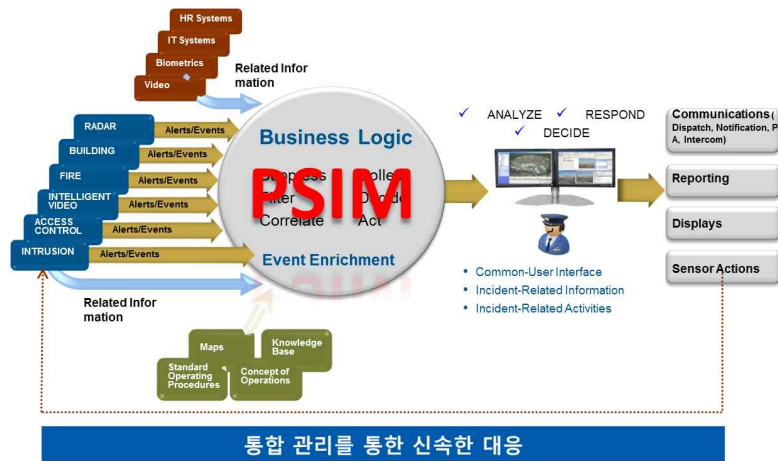 HR Systems
IT Systems
Biometrics
Video
Related Infor
mation
RADAR
BUILDING
FIRE
INTELLIGENT
VIDEO
ACCESS
CONTROL
INTRUSION
Alerts/Events
Alerts/Events
Alerts/Events
Alerts/Events
Alerts/Events
Alerts/Events
Related Infor
mation
Business Logic
PSIM
Filter
Correlate Act
Event Enrichment
Maps
Knowledge
Base
Standard
Operating
Procedures
Concept of
Operations
✓ ANALYZE ✓ RESPOND
✓ DECIDE
• Common-User Interface
• Incident-Related Information
• Incident-Related Activities
Communications(
Dispatch, Notification, P
A, Intercom)
Reporting
Displays
Sensor Actions
통합 관리를 통한 신속한 대응